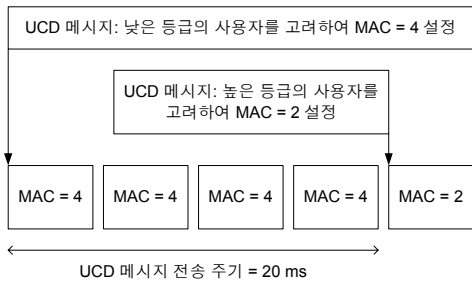 UCD 메시지: 낮은 등급의 사용자를 고려하여 MAC = 4 설정
UCD 메시지: 높은 등급의 사용자를
고려하여 MAC = 2 설정
MAC = 4
MAC = 4
MAC = 4
MAC = 4
MAC = 2
UCD 메시지 전송 주기 = 20 ms